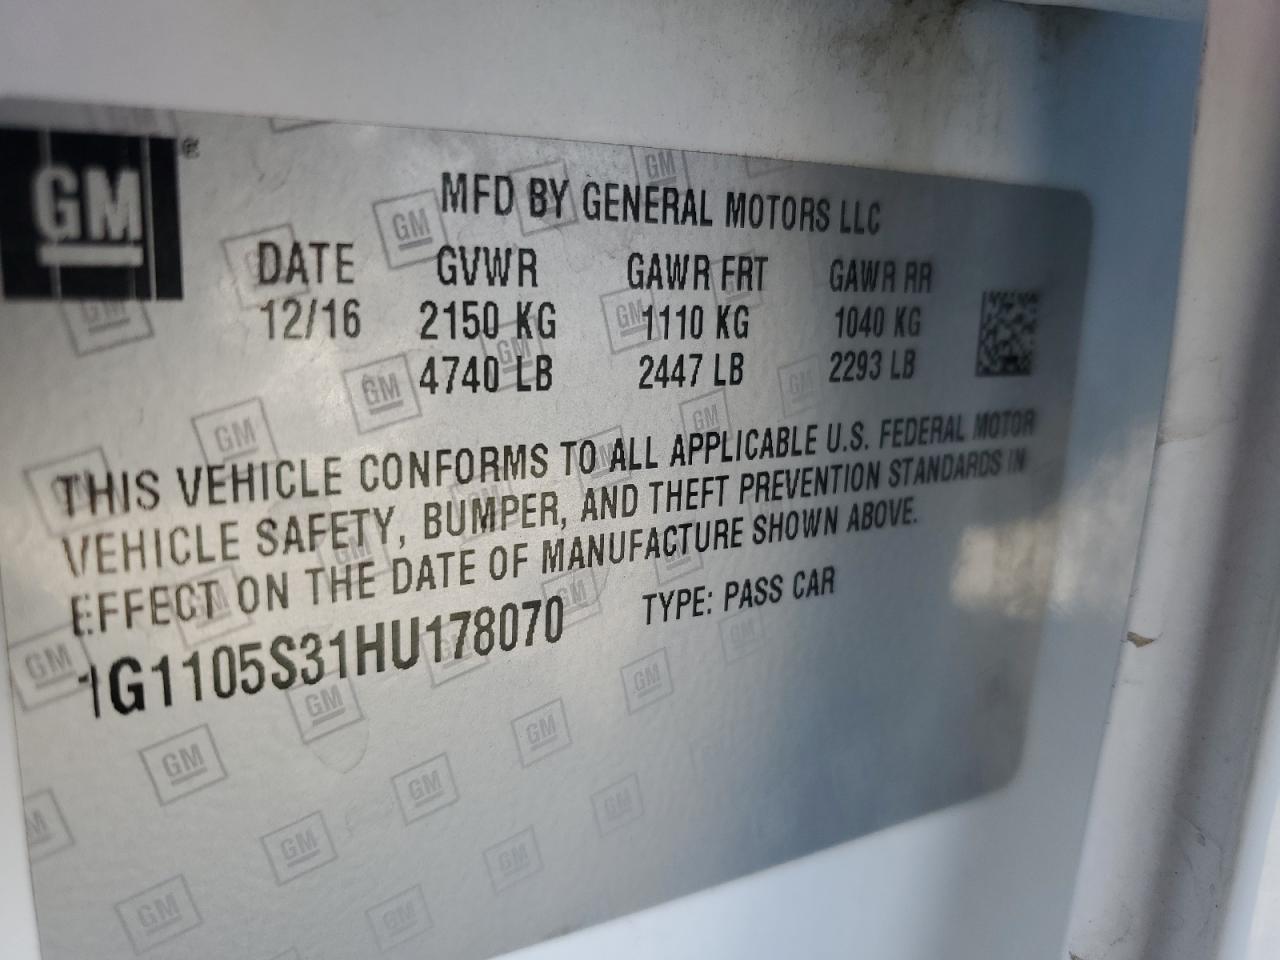 GM
MFD BY GENERAL MOTORS LLC
DATE GVWR GAWR FRT GAWR RR
12/16 2150 KG 1110 KG 1040 KG
4740 LB 2447 LB 2293 LB
THIS VEHICLE CONFORMS TO ALL APPLICABLE U.S. FEDERAL MOTOR
VEHICLE SAFETY, BUMPER, AND THEFT PREVENTION STANDARDS IN
EFFECT ON THE DATE OF MANUFACTURE SHOWN ABOVE.
1G1105S31HU178070 TYPE: PASS CAR